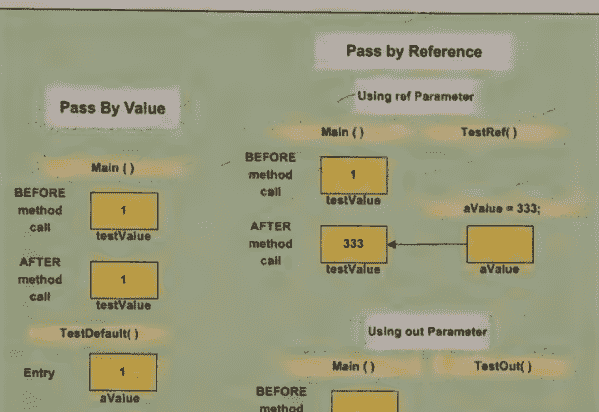 Pass By Value
Main ( )
BEFORE
method
call
1
testValue
AFTER
method
call
1
testValue
TestDefault( )
Entry
1
aValue
Pass by Reference
Using ref Parameter
Main ( )
TestRef( )
BEFORE
method
call
1
testValue
aValue = 333;
AFTER
method
call
333
testValue
aValue
Using out Parameter
Main ( )
TestOut( )
BEFORE
method